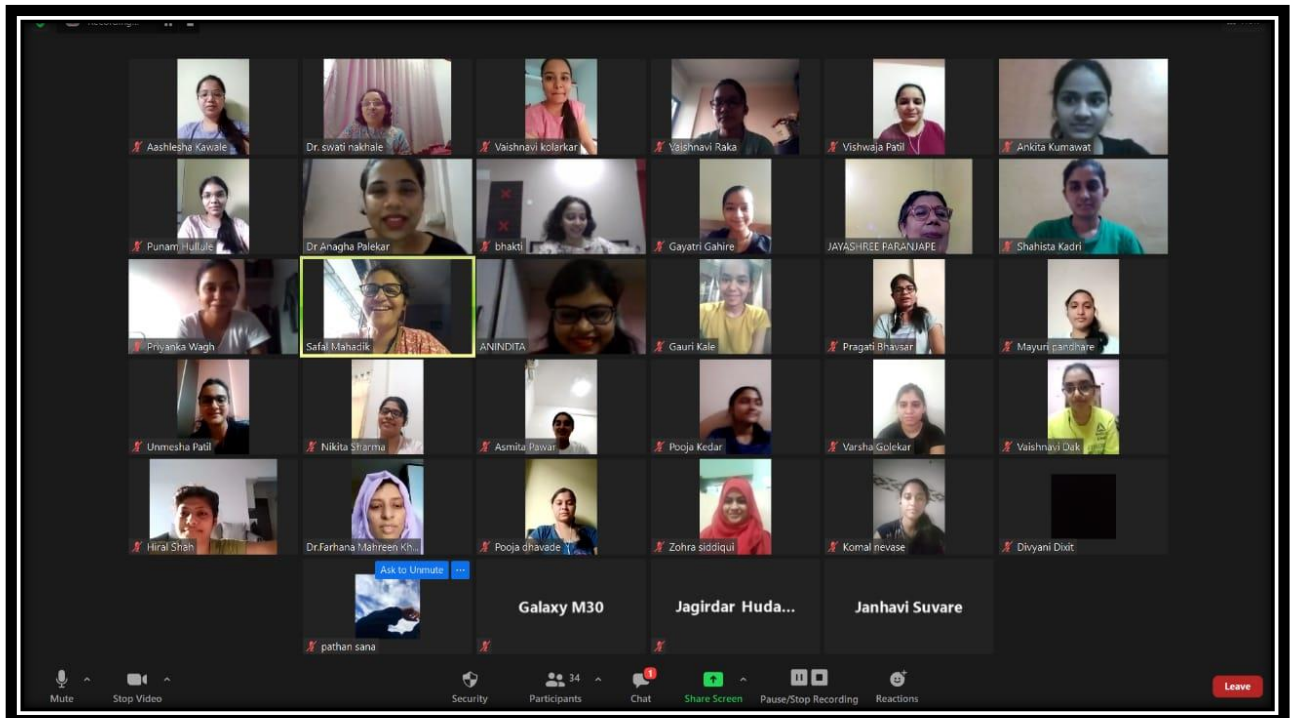 Recording...
View
Aashlesha Kawale
Dr. swati nakhale
Vaishnavi kolarkar
Vaishnavi Raka
Vishwaja Patil
Ankita Kumawat
Punam Hullule
Dr Anagha Palekar
bhakti
Gayatri Gahire
JAYASHREE PARANJAPE
Shahista Kadri
Priyanka Wagh
Safal Mahadik
ANINDITA
Gauri Kale
Pragati Bhavsar
Mayuri pandhare
Unmesha Patil
Nikita Sharma
Asmita Pawar
Pooja Kedar
Varsha Golekar
Vaishnavi Dak
Hiral Shah
Dr.Farhana Mahreen Kh...
Pooja dhavade
Zohra siddiqui
Komal nevase
Divyani Dixit
Ask to Unmute ...
pathan sana
Galaxy M30
Jagirdar Huda...
Janhavi Suvare
Mute
Stop Video
Security
34
Participants
1
Chat
Share Screen
Pause/Stop Recording
Reactions
Leave